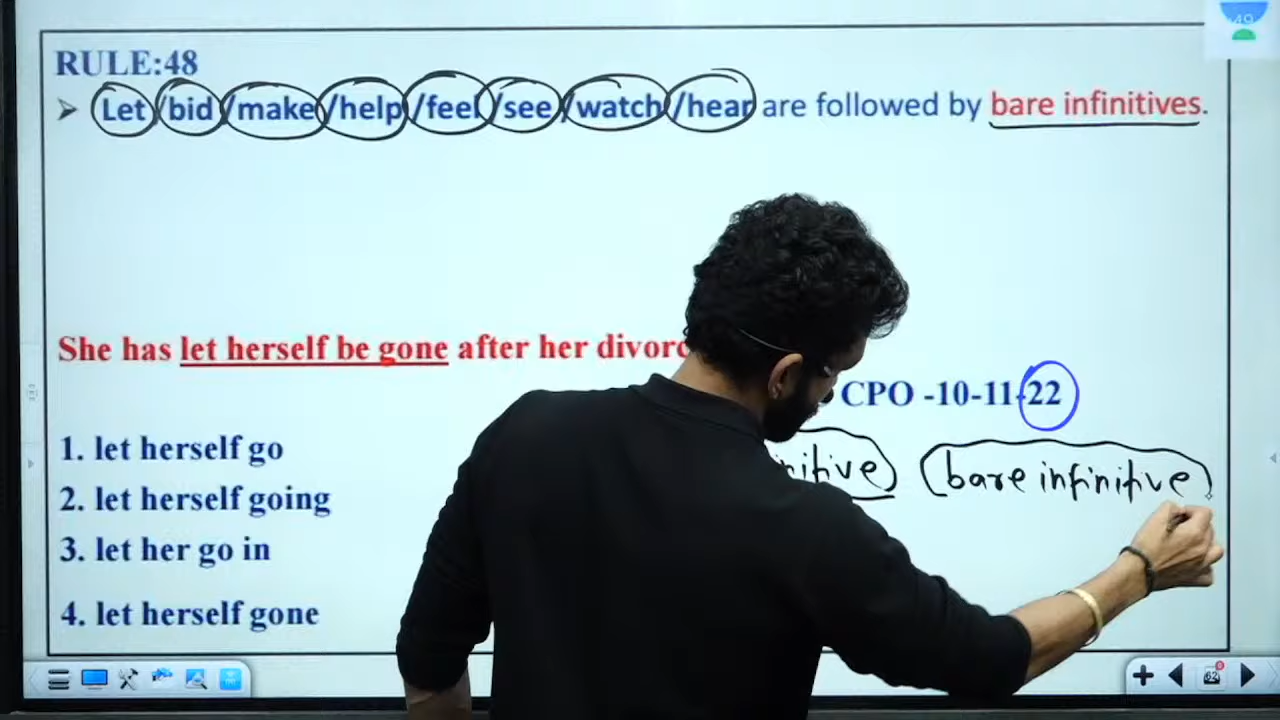 RULE:48
➤ Let/bid/make/help/feel/see/watch/hear are followed by bare infinitives.
She has let herself be gone after her
CPO -10-11-22
1. let herself go
bare infinitive
2. let herself going
3. let her go in
4. let herself gone